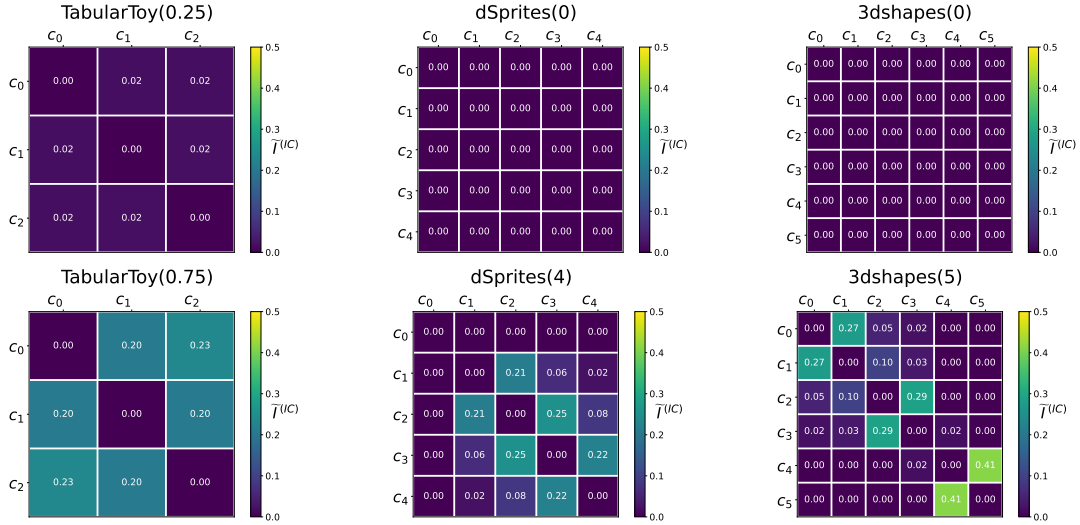 TabularToy(0.25)
c0 c1 c2
c0 0.00 0.02 0.02
c1 0.02 0.00 0.02
c2 0.02 0.02 0.00
0.5
0.4
0.3
0.2
0.1
0.0
Ĩ(IC)
dSprites(0)
c0 c1 c2 c3 c4
c0 0.00 0.00 0.00 0.00 0.00
c1 0.00 0.00 0.00 0.00 0.00
c2 0.00 0.00 0.00 0.00 0.00
c3 0.00 0.00 0.00 0.00 0.00
c4 0.00 0.00 0.00 0.00 0.00
0.5
0.4
0.3
0.2
0.1
0.0
Ĩ(IC)
3dshapes(0)
c0 c1 c2 c3 c4 c5
c0 0.00 0.00 0.00 0.00 0.00 0.00
c1 0.00 0.00 0.00 0.00 0.00 0.00
c2 0.00 0.00 0.00 0.00 0.00 0.00
c3 0.00 0.00 0.00 0.00 0.00 0.00
c4 0.00 0.00 0.00 0.00 0.00 0.00
c5 0.00 0.00 0.00 0.00 0.00 0.00
0.5
0.4
0.3
0.2
0.1
0.0
Ĩ(IC)
TabularToy(0.75)
c0 c1 c2
c0 0.00 0.20 0.23
c1 0.20 0.00 0.20
c2 0.23 0.20 0.00
0.5
0.4
0.3
0.2
0.1
0.0
Ĩ(IC)
dSprites(4)
c0 c1 c2 c3 c4
c0 0.00 0.00 0.00 0.00 0.00
c1 0.00 0.00 0.21 0.06 0.02
c2 0.00 0.21 0.00 0.25 0.08
c3 0.00 0.06 0.25 0.00 0.22
c4 0.00 0.02 0.08 0.22 0.00
0.5
0.4
0.3
0.2
0.1
0.0
Ĩ(IC)
3dshapes(5)
c0 c1 c2 c3 c4 c5
c0 0.00 0.27 0.05 0.02 0.00 0.00
c1 0.27 0.00 0.10 0.03 0.00 0.00
c2 0.05 0.10 0.00 0.29 0.00 0.00
c3 0.02 0.03 0.29 0.00 0.02 0.00
c4 0.00 0.00 0.00 0.02 0.00 0.41
c5 0.00 0.00 0.00 0.00 0.41 0.00
0.5
0.4
0.3
0.2
0.1
0.0
Ĩ(IC)